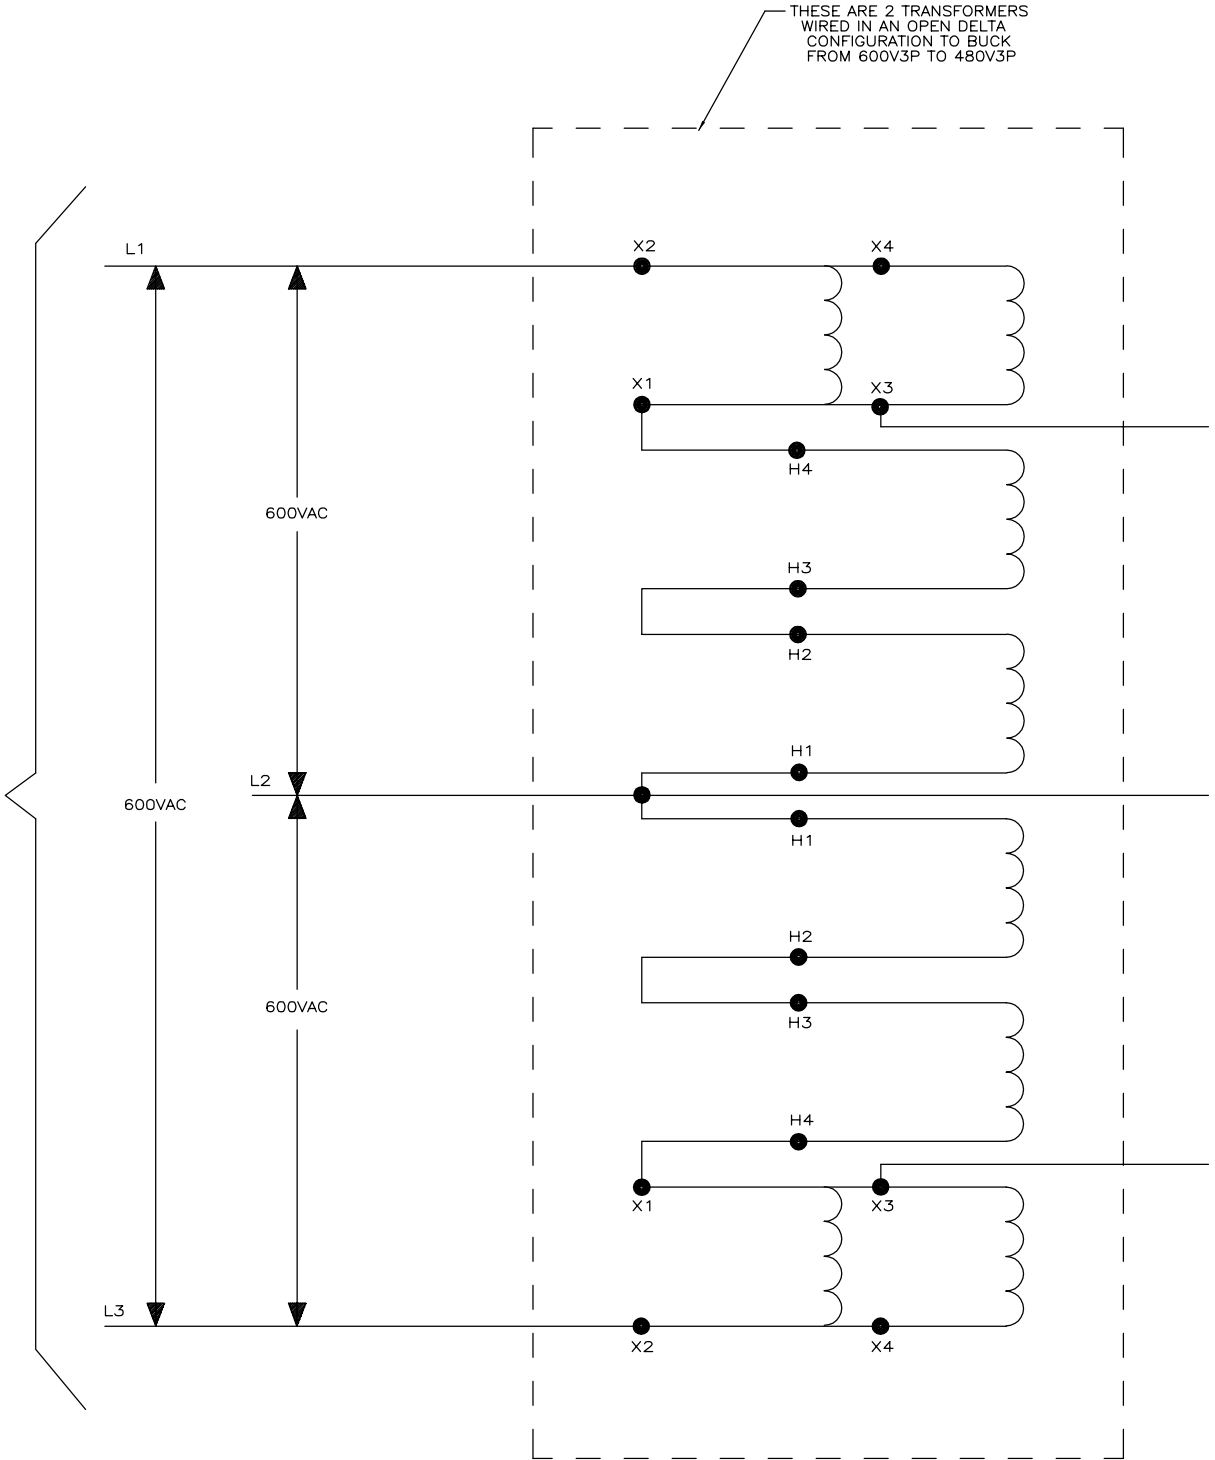 THESE ARE 2 TRANSFORMERS
WIRED IN AN OPEN DELTA
CONFIGURATION TO BUCK
FROM 600V3P TO 480V3P
L1
X2
X4
X1
X3
H4
600VAC
H3
H2
H1
L2
600VAC
H1
H2
600VAC
H3
H4
X1
X3
L3
X2
X4